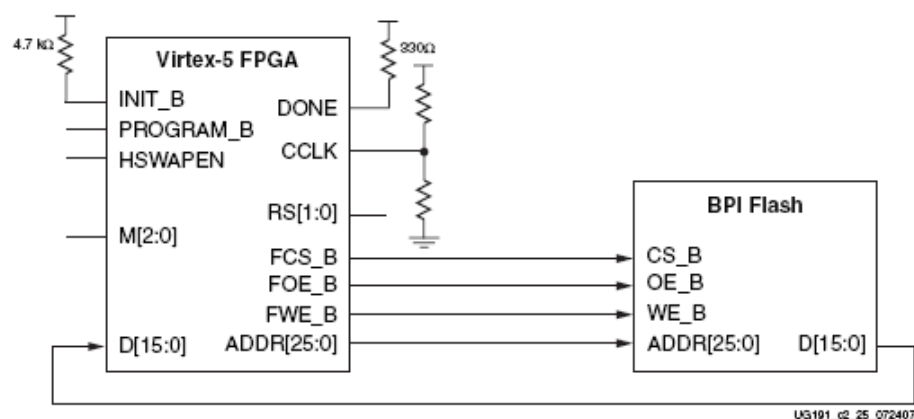 4.7 kΩ
330Ω
Virtex-5 FPGA
INIT_B
DONE
PROGRAM_B
CCLK
HSWAPEN
RS[1:0]
M[2:0]
FCS_B
FOE_B
FWE_B
D[15:0]
ADDR[25:0]
BPI Flash
CS_B
OE_B
WE_B
ADDR[25:0]
D[15:0]
UG191_c2_25_072407